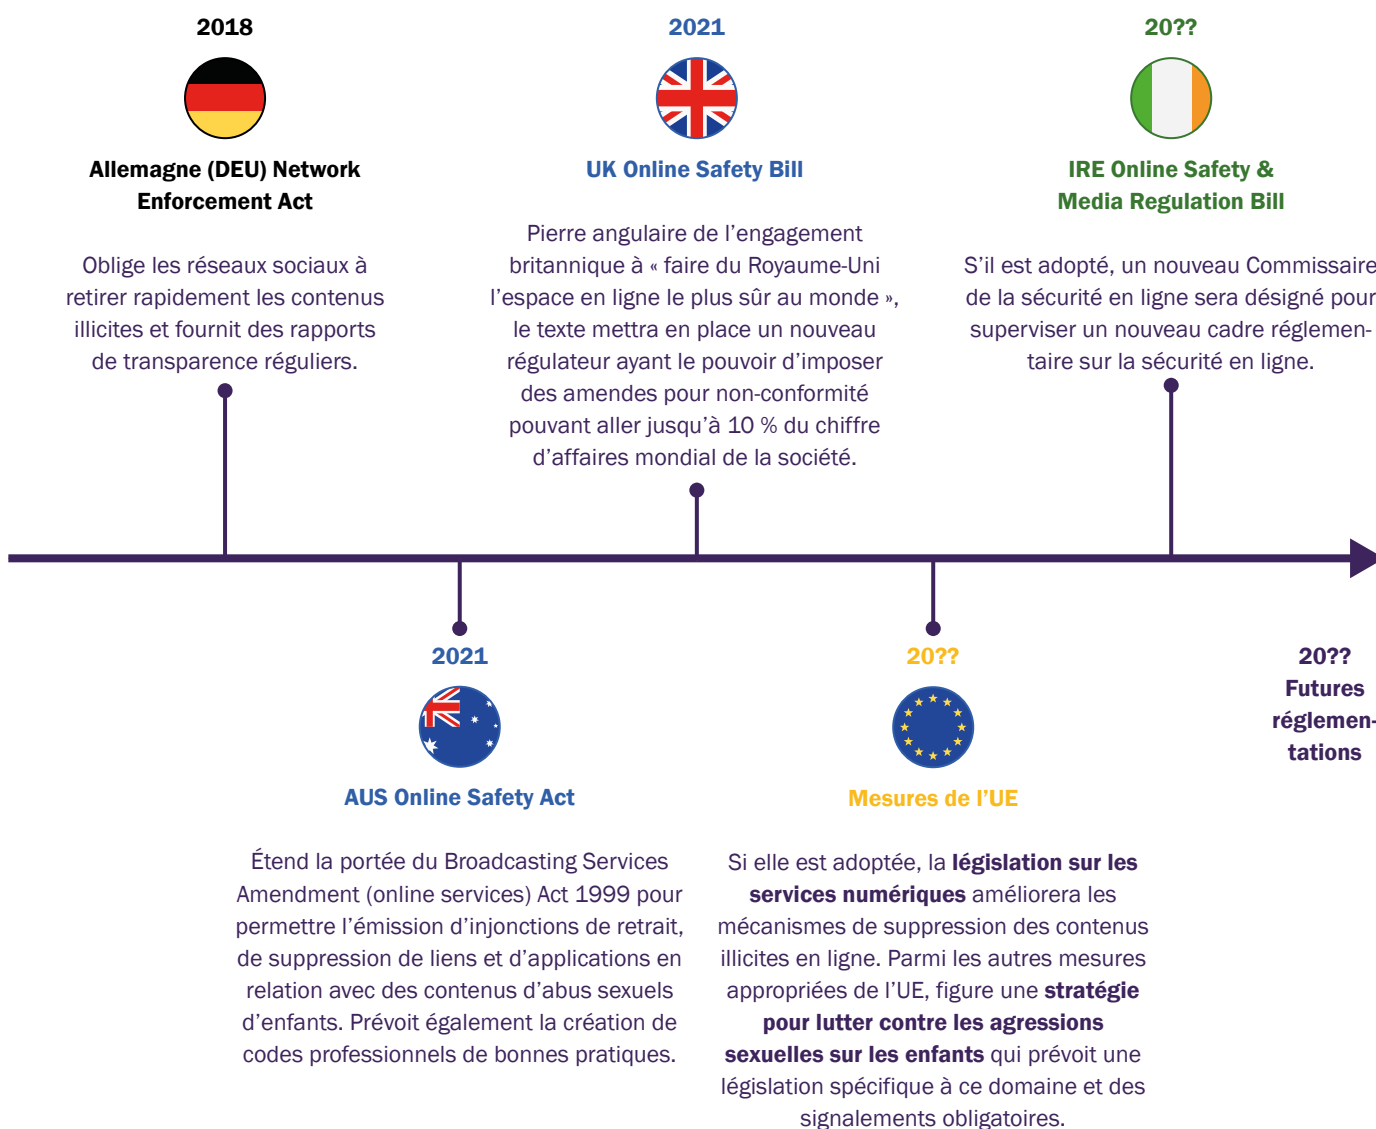 2018
Allemagne (DEU) Network
Enforcement Act
Oblige les réseaux sociaux à
retirer rapidement les contenus
illicites et fournit des rapports
de transparence réguliers.
2021
UK Online Safety Bill
Pierre angulaire de l’engagement
britannique à « faire du Royaume-Uni
l’espace en ligne le plus sûr au monde »,
le texte mettra en place un nouveau
régulateur ayant le pouvoir d’imposer
des amendes pour non-conformité
pouvant aller jusqu’à 10 % du chiffre
d’affaires mondial de la société.
20??
IRE Online Safety &
Media Regulation Bill
S’il est adopté, un nouveau Commissaire
de la sécurité en ligne sera désigné pour
superviser un nouveau cadre réglemen-
taire sur la sécurité en ligne.
2021
AUS Online Safety Act
Étend la portée du Broadcasting Services
Amendment (online services) Act 1999 pour
permettre l’émission d’injonctions de retrait,
de suppression de liens et d’applications en
relation avec des contenus d’abus sexuels
d’enfants. Prévoit également la création de
codes professionnels de bonnes pratiques.
20??
Mesures de l’UE
Si elle est adoptée, la législation sur les
services numériques améliorera les
mécanismes de suppression des contenus
illicites en ligne. Parmi les autres mesures
appropriées de l’UE, figure une stratégie
pour lutter contre les agressions
sexuelles sur les enfants qui prévoit une
législation spécifique à ce domaine et des
signalements obligatoires.
20??
Futures
réglemen-
tations